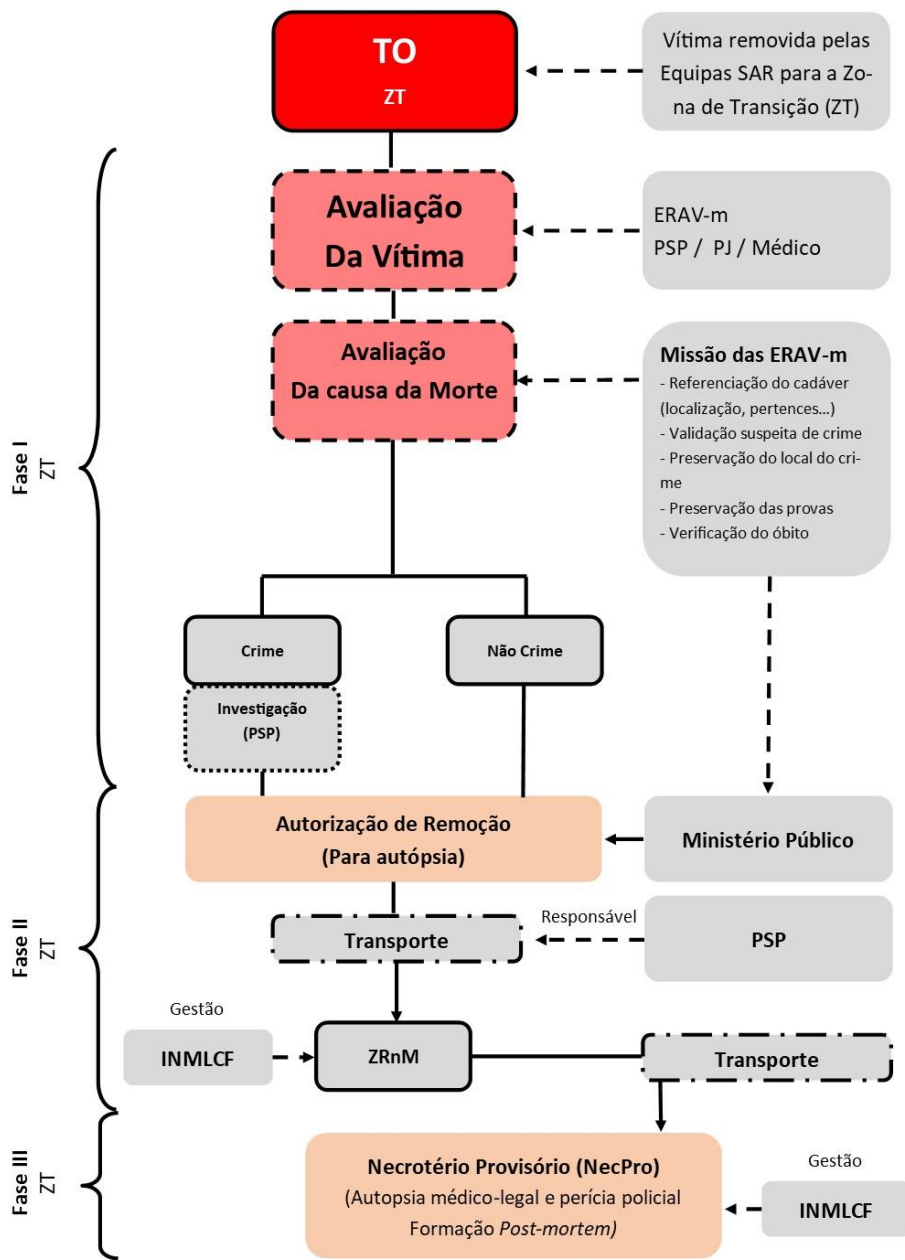 TO
ZT
Vítima removida pelas
Equipas SAR para a Zo-
na de Transição (ZT)
Avaliação
Da Vítima
ERAV-m
PSP / PJ / Médico
Avaliação
Da causa da Morte
Missão das ERAV-m
- Referenciação do cadáver
(localização, pertences...)
- Validação suspeita de crime
- Preservação do local do cri-
me
- Preservação das provas
- Verificação do óbito
Fase I
ZT
Crime
Não Crime
Investigação
(PSP)
Autorização de Remoção
(Para autópsia)
Ministério Público
Fase II
ZT
Transporte
Responsável
PSP
Gestão
INMLCF
ZRnM
Transporte
Fase III
ZT
Necrotério Provisório (NecPro)
(Autopsia médico-legal e perícia policial
Formação Post-mortem)
Gestão
INMLCF